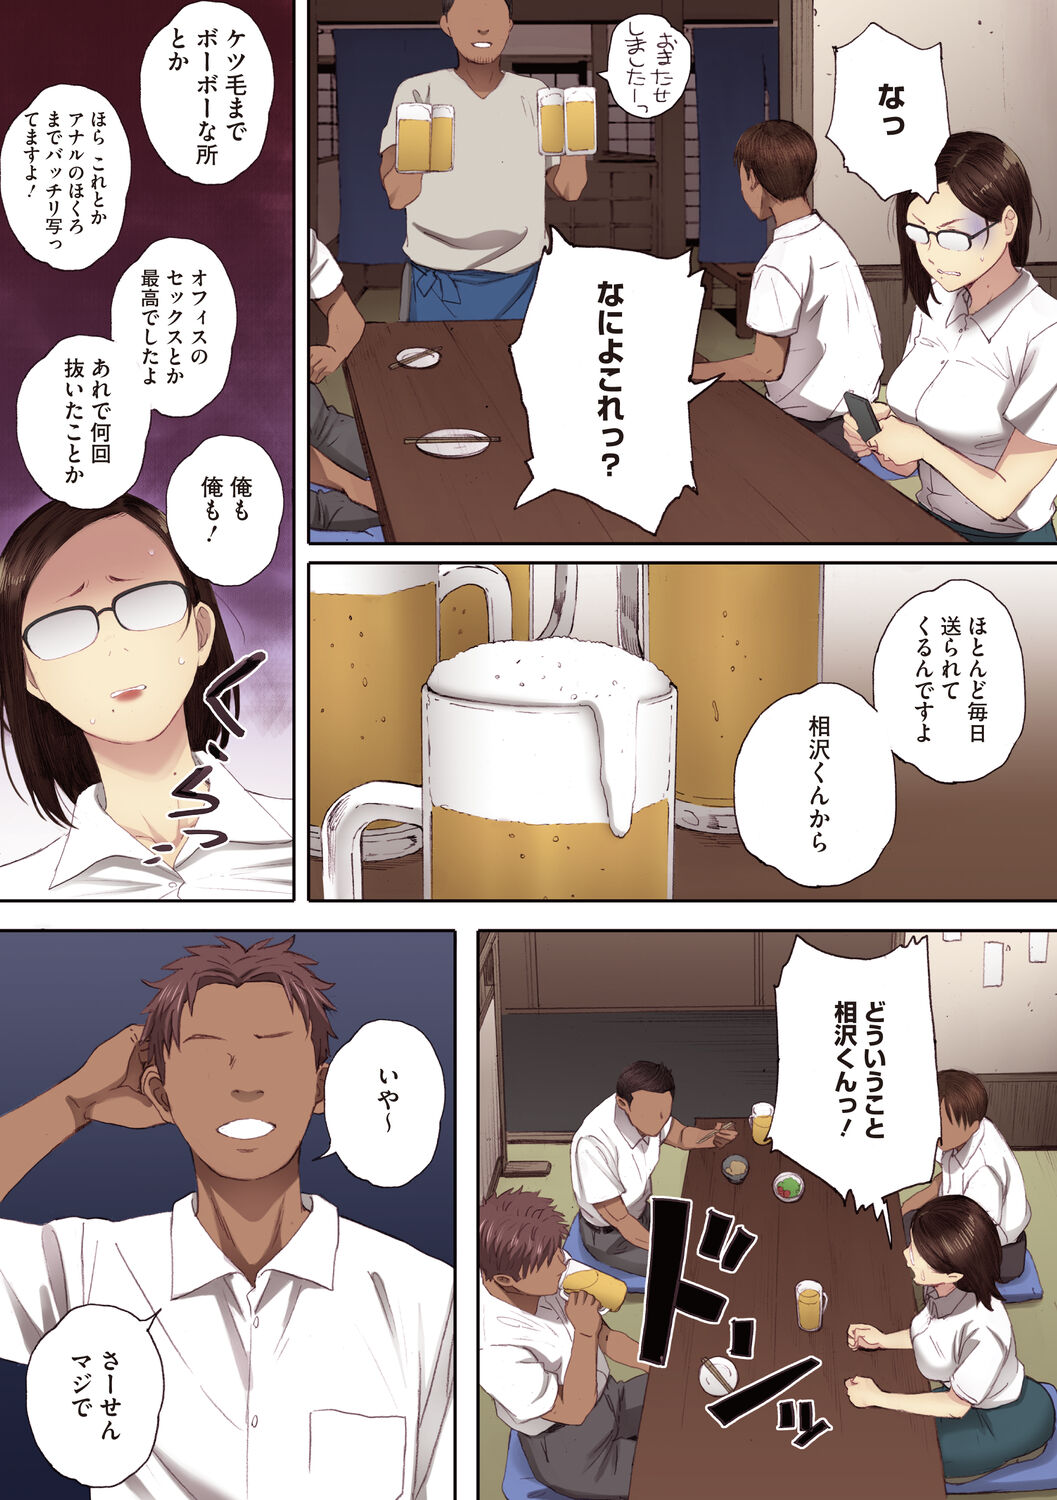 なっ
おまたせ
しましたーっ
なによこれっ？
ほとんど毎日
送られて
くるんですよ
相沢くんから
ケツ毛まで
ボーボーな所
とか
ほら これとか
アナルのほくろ
までバッチリ写っ
てますよ！
オフィスの
セックスとか
最高でしたよ
あれで何回
抜いたことか
俺も
俺も！
くらっ
どういうこと
相沢くんっ！
ドンッ
いや〜
さーせん
マジで